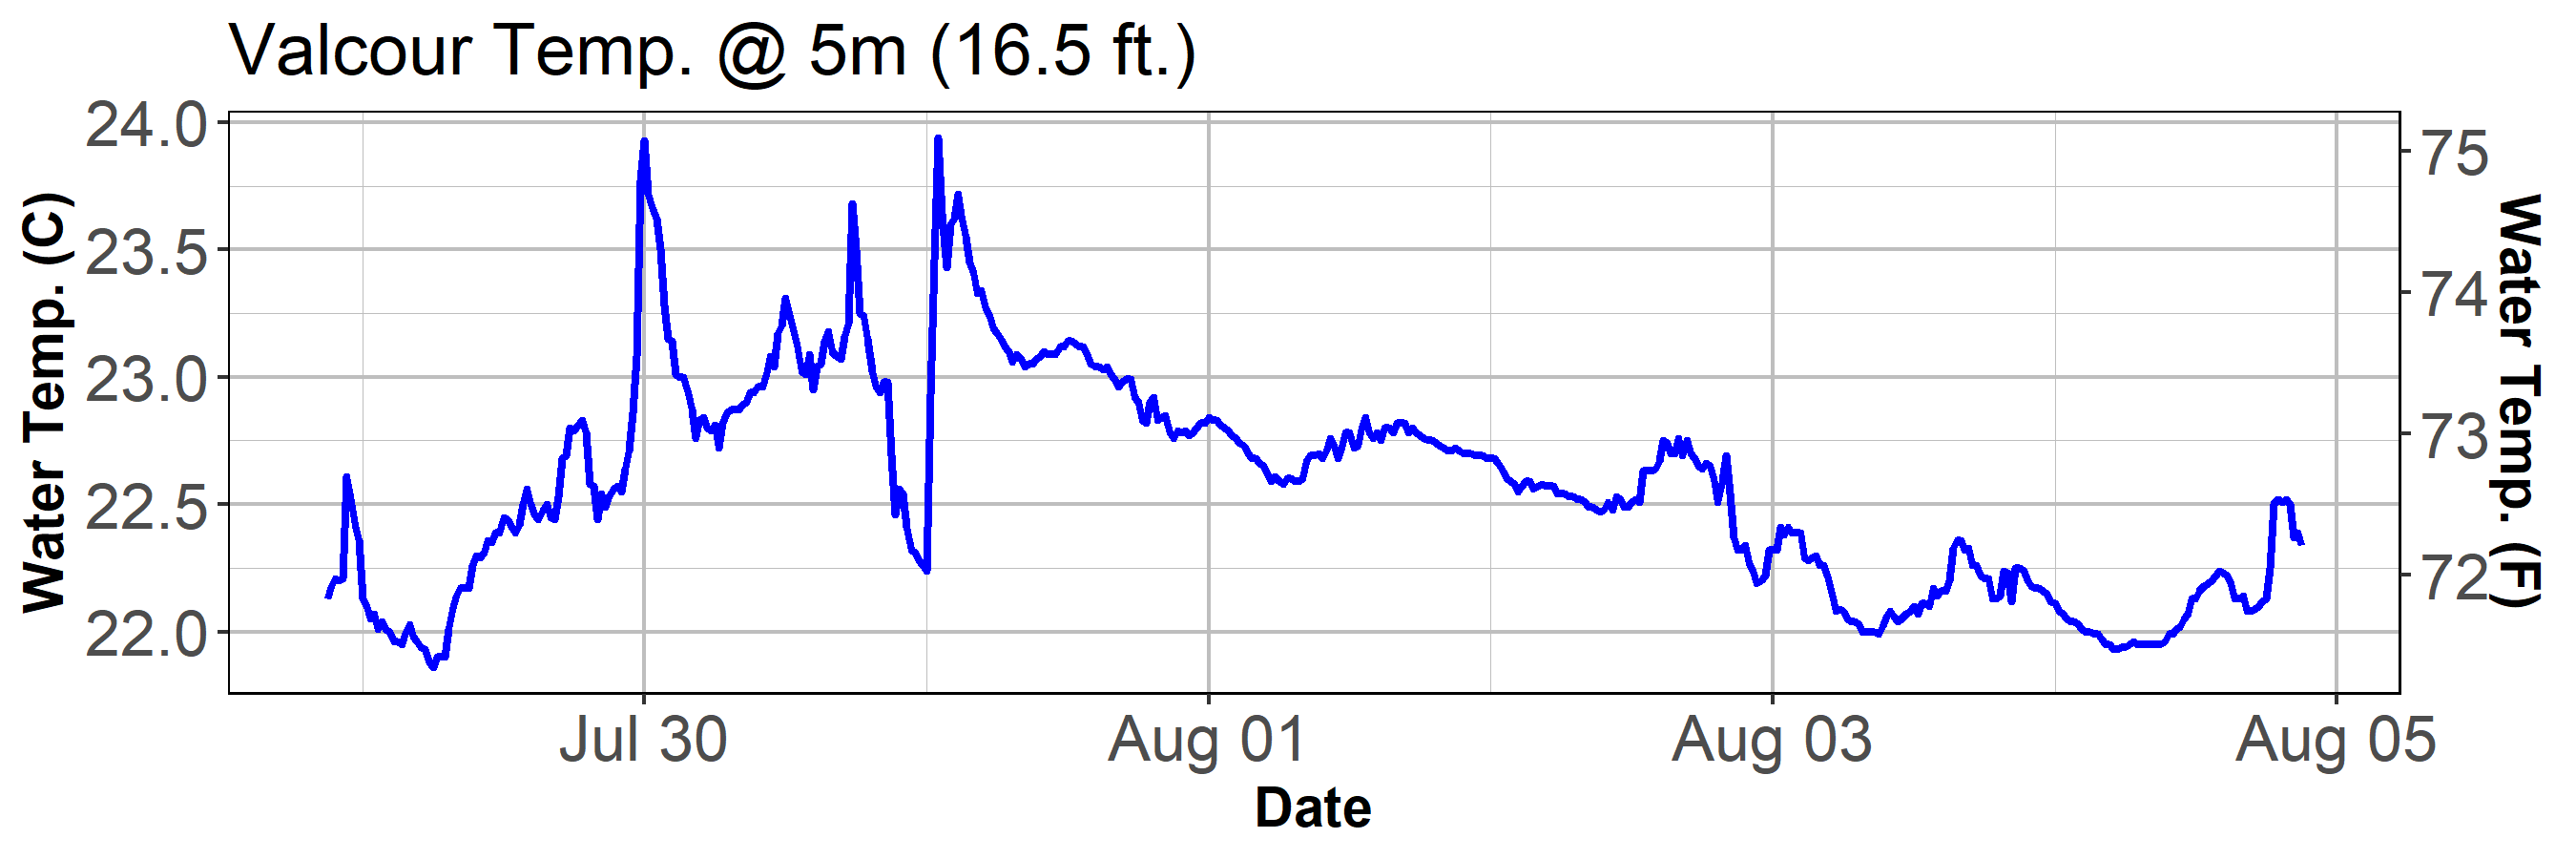 Valcour Temp. @ 5m (16.5 ft.)
Water Temp. (C)
24.0
23.5
23.0
22.5
22.0
75
74
73
72
Water Temp. (F)
Jul 30
Aug 01
Aug 03
Aug 05
Date